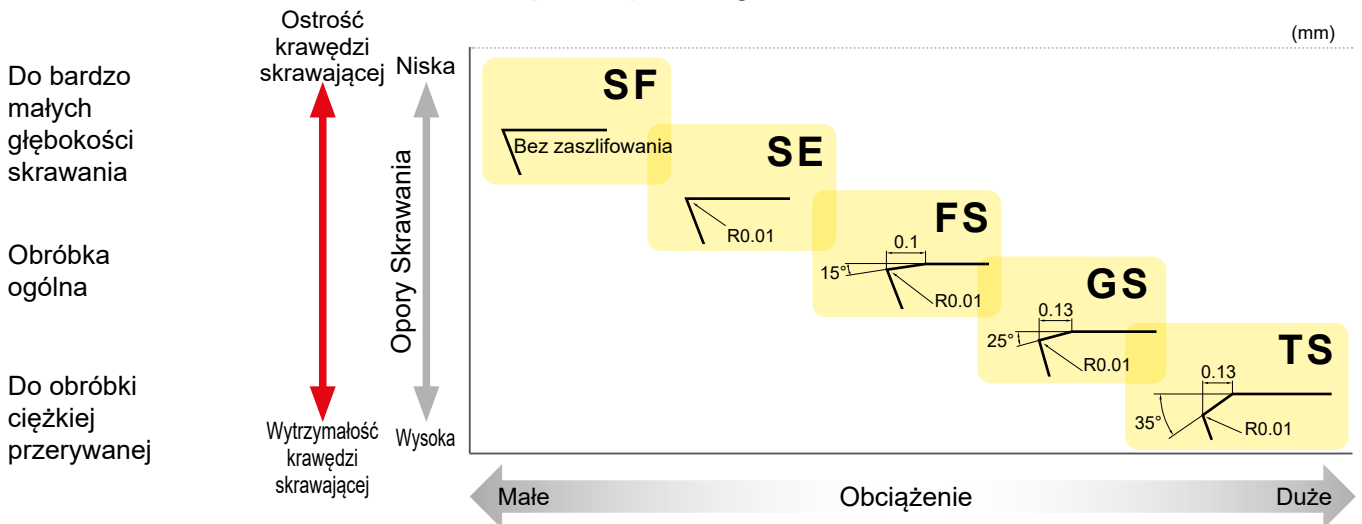 (mm)
Ostrość
krawędzi
skrawającej
Niska
Do bardzo
małych
głębokości
skrawania
Obróbka
ogólna
Do obróbki
ciężkiej
przerywanej
Opory Skrawania
Wytrzymałość
krawędzi
skrawającej
Wysoka
SF
Bez zaszlifowania
SE
R0.01
FS
0.1
15°
R0.01
GS
0.13
25°
R0.01
TS
0.13
35°
R0.01
Małe
Obciążenie
Duże